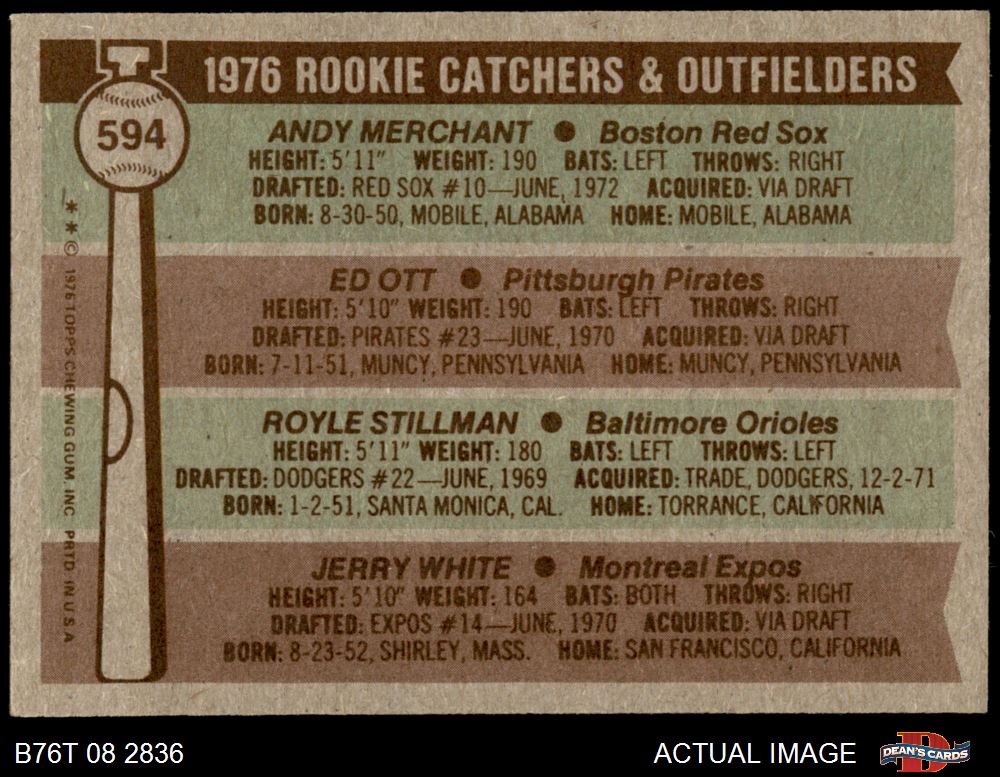 1976 ROOKIE CATCHERS & OUTFIELDERS
594
ANDY MERCHANT ● Boston Red Sox
HEIGHT: 5'11" WEIGHT: 190 BATS: LEFT THROWS: RIGHT
DRAFTED: RED SOX #10—JUNE, 1972 ACQUIRED: VIA DRAFT
BORN: 8-30-50, MOBILE, ALABAMA HOME: MOBILE, ALABAMA
ED OTT ● Pittsburgh Pirates
HEIGHT: 5'10" WEIGHT: 190 BATS: LEFT THROWS: RIGHT
DRAFTED: PIRATES #23—JUNE, 1970 ACQUIRED: VIA DRAFT
BORN: 7-11-51, MUNCY, PENNSYLVANIA HOME: MUNCY, PENNSYLVANIA
ROYLE STILLMAN ● Baltimore Orioles
HEIGHT: 5'11" WEIGHT: 180 BATS: LEFT THROWS: LEFT
DRAFTED: DODGERS #22—JUNE, 1969 ACQUIRED: TRADE, DODGERS, 12-2-71
BORN: 1-2-51, SANTA MONICA, CAL. HOME: TORRANCE, CALIFORNIA
JERRY WHITE ● Montreal Expos
HEIGHT: 5'10" WEIGHT: 164 BATS: BOTH THROWS: RIGHT
DRAFTED: EXPOS #14—JUNE, 1970 ACQUIRED: VIA DRAFT
BORN: 8-23-52, SHIRLEY, MASS. HOME: SAN FRANCISCO, CALIFORNIA
* * © 1976 TOPPS CHEWING GUM, INC. PRTD. IN U.S.A.
B76T 08 2836
ACTUAL IMAGE
DEAN'S CARDS